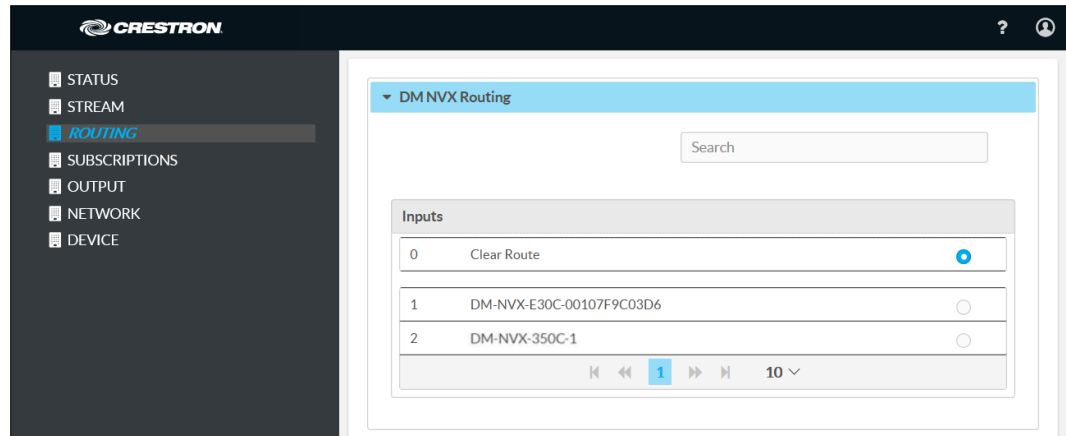 CRESTRON
?
STATUS
STREAM
ROUTING
SUBSCRIPTIONS
OUTPUT
NETWORK
DEVICE
DM NVX Routing
Search
Inputs
0 Clear Route
1 DM-NVX-E30C-00107F9C03D6
2 DM-NVX-350C-1
1 10